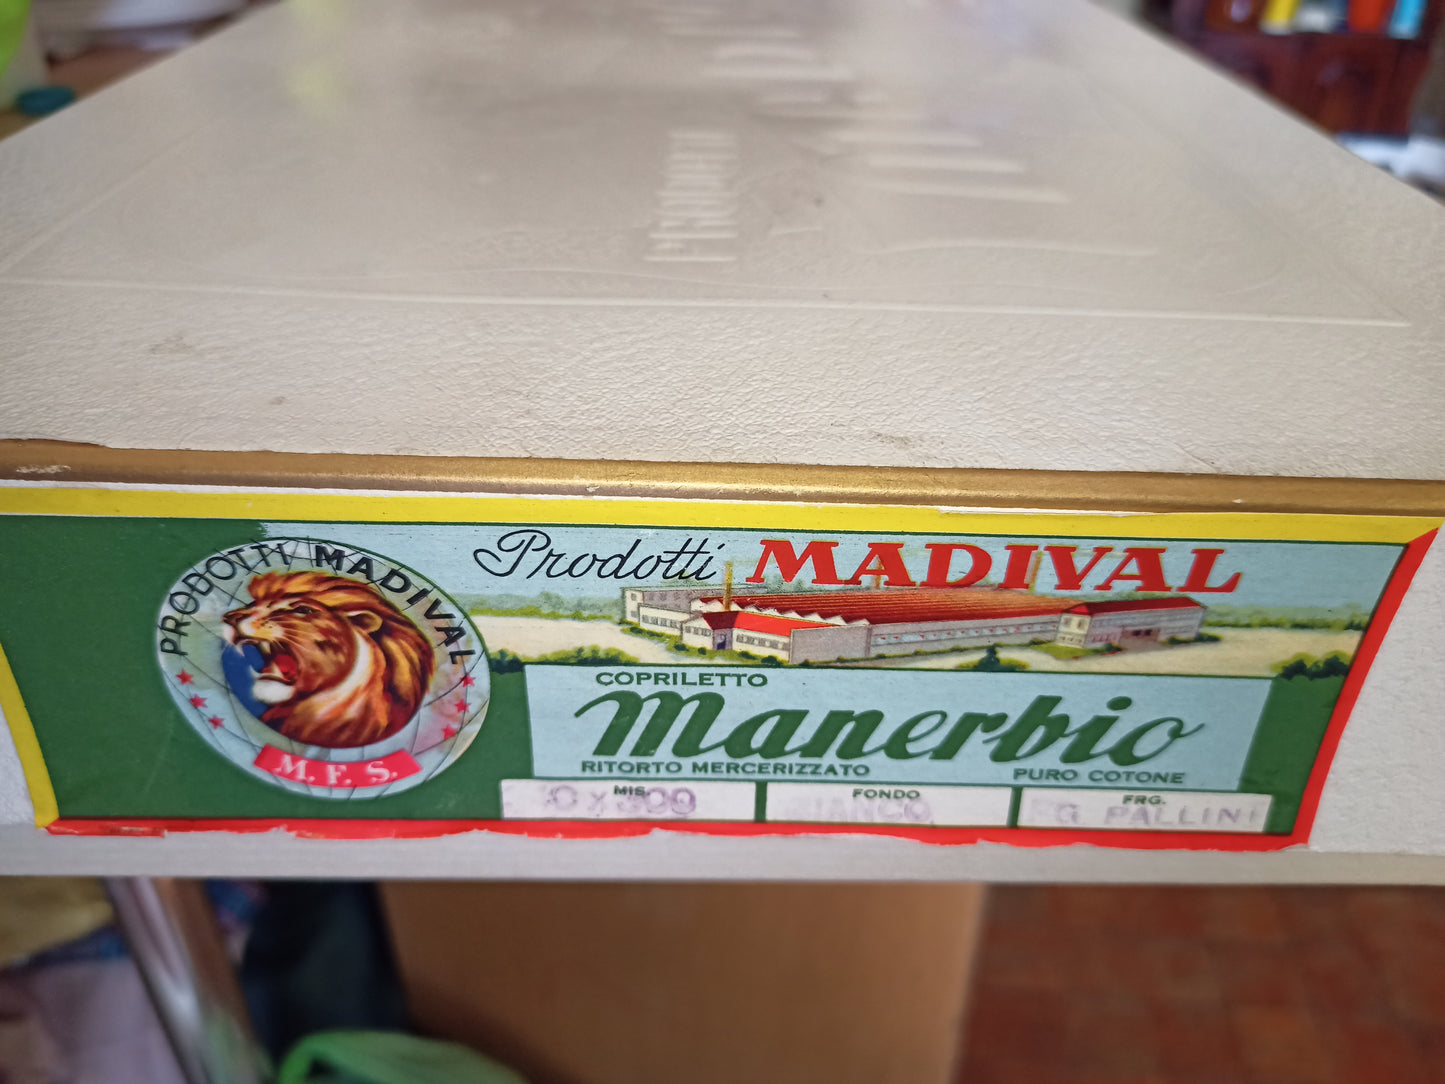 PRODOTTI MADIVAL
M. F. S.
Prodotti MADIVAL
COPRILETTO
Manerbio
RITORTO MERCERIZZATO
PURO COTONE
MIS.
FONDO
FRG.
PALLINI